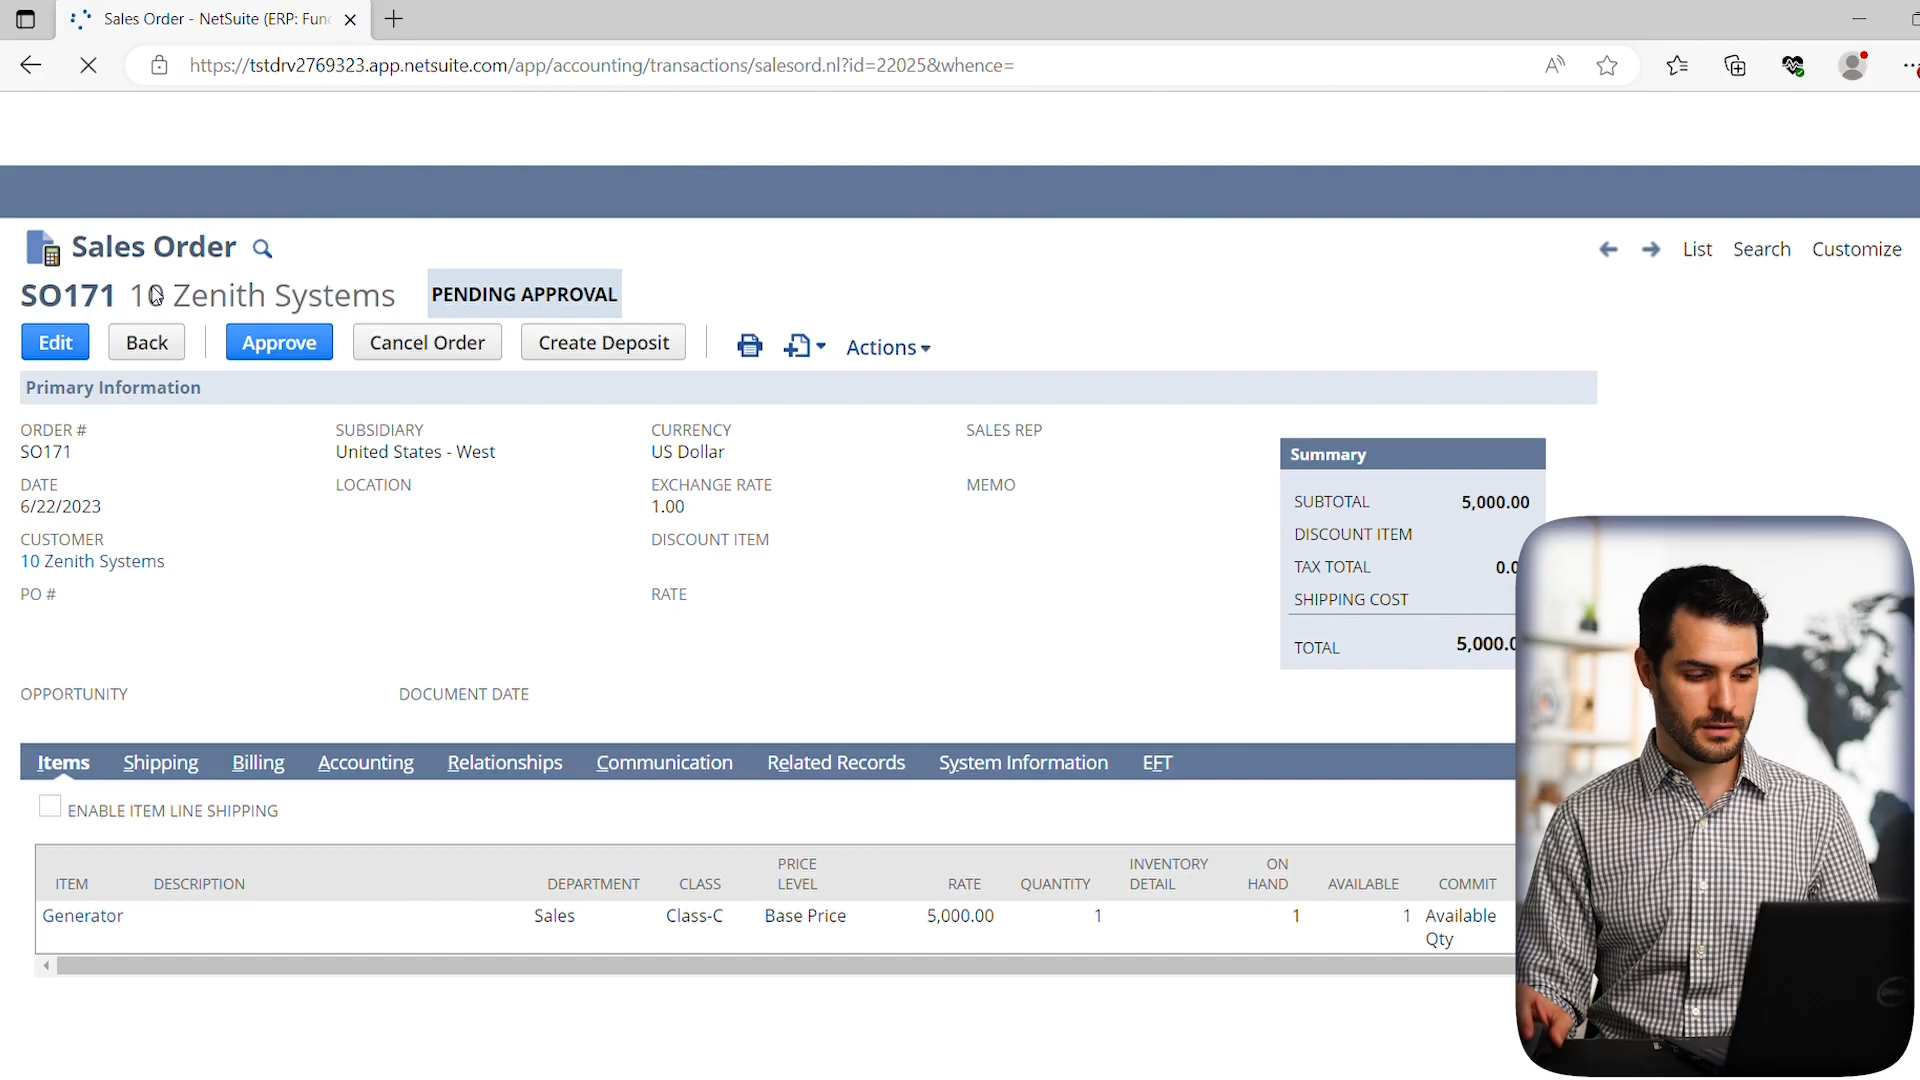 Sales Order - NetSuite (ERP: Fun
https://tstdrv2769323.app.netsuite.com/app/accounting/transactions/salesord.nl?id=22025&whence=
Sales Order
List Search Customize
SO171 10 Zenith Systems PENDING APPROVAL
Edit Back Approve Cancel Order Create Deposit Actions
Primary Information
ORDER # SUBSIDIARY CURRENCY SALES REP
SO171 United States - West US Dollar
Summary
DATE LOCATION EXCHANGE RATE MEMO
6/22/2023 1.00
SUBTOTAL 5,000.00
CUSTOMER DISCOUNT ITEM
DISCOUNT ITEM
10 Zenith Systems
TAX TOTAL 0.0
PO # RATE
SHIPPING COST
TOTAL 5,000.0
OPPORTUNITY DOCUMENT DATE
Items Shipping Billing Accounting Relationships Communication Related Records System Information EFT
ENABLE ITEM LINE SHIPPING
ITEM DESCRIPTION DEPARTMENT CLASS PRICE LEVEL RATE QUANTITY INVENTORY DETAIL ON HAND AVAILABLE COMMIT
Generator Sales Class-C Base Price 5,000.00 1 1 1 Available
Qty